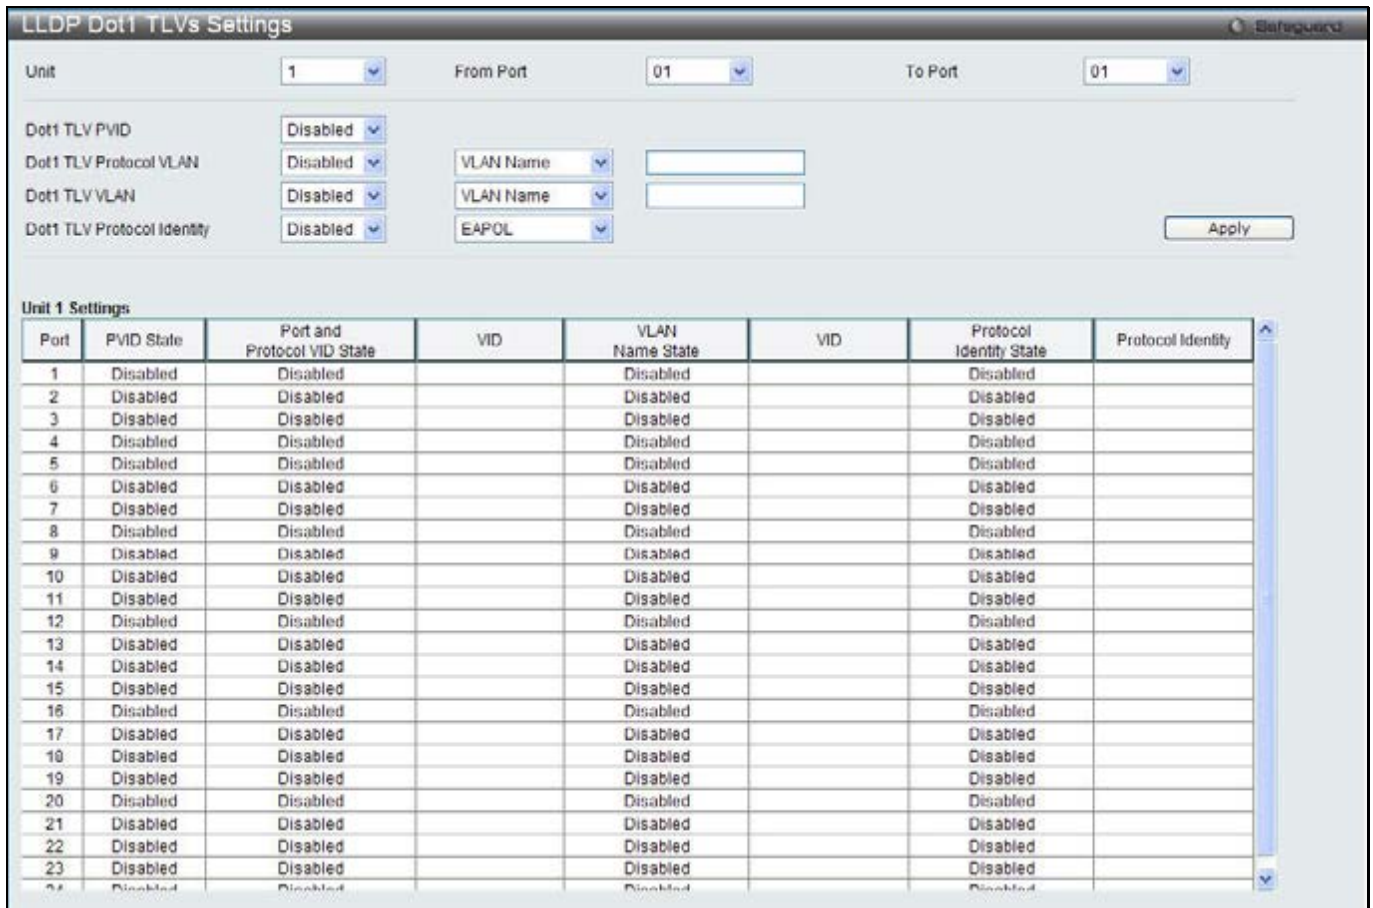 LLDP Dot1 TLVs Settings Safeguard
Unit 1 From Port 01 To Port 01
Dot1 TLV PVID Disabled
Dot1 TLV Protocol VLAN Disabled VLAN Name
Dot1 TLV VLAN Disabled VLAN Name
Dot1 TLV Protocol Identity Disabled EAPOL Apply
Unit 1 Settings
Port PVID State Port and Protocol VID State VID VLAN Name State VID Protocol Identity State Protocol Identity
1 Disabled Disabled Disabled Disabled
2 Disabled Disabled Disabled Disabled
3 Disabled Disabled Disabled Disabled
4 Disabled Disabled Disabled Disabled
5 Disabled Disabled Disabled Disabled
6 Disabled Disabled Disabled Disabled
7 Disabled Disabled Disabled Disabled
8 Disabled Disabled Disabled Disabled
9 Disabled Disabled Disabled Disabled
10 Disabled Disabled Disabled Disabled
11 Disabled Disabled Disabled Disabled
12 Disabled Disabled Disabled Disabled
13 Disabled Disabled Disabled Disabled
14 Disabled Disabled Disabled Disabled
15 Disabled Disabled Disabled Disabled
16 Disabled Disabled Disabled Disabled
17 Disabled Disabled Disabled Disabled
18 Disabled Disabled Disabled Disabled
19 Disabled Disabled Disabled Disabled
20 Disabled Disabled Disabled Disabled
21 Disabled Disabled Disabled Disabled
22 Disabled Disabled Disabled Disabled
23 Disabled Disabled Disabled Disabled
24 Disabled Disabled Disabled Disabled